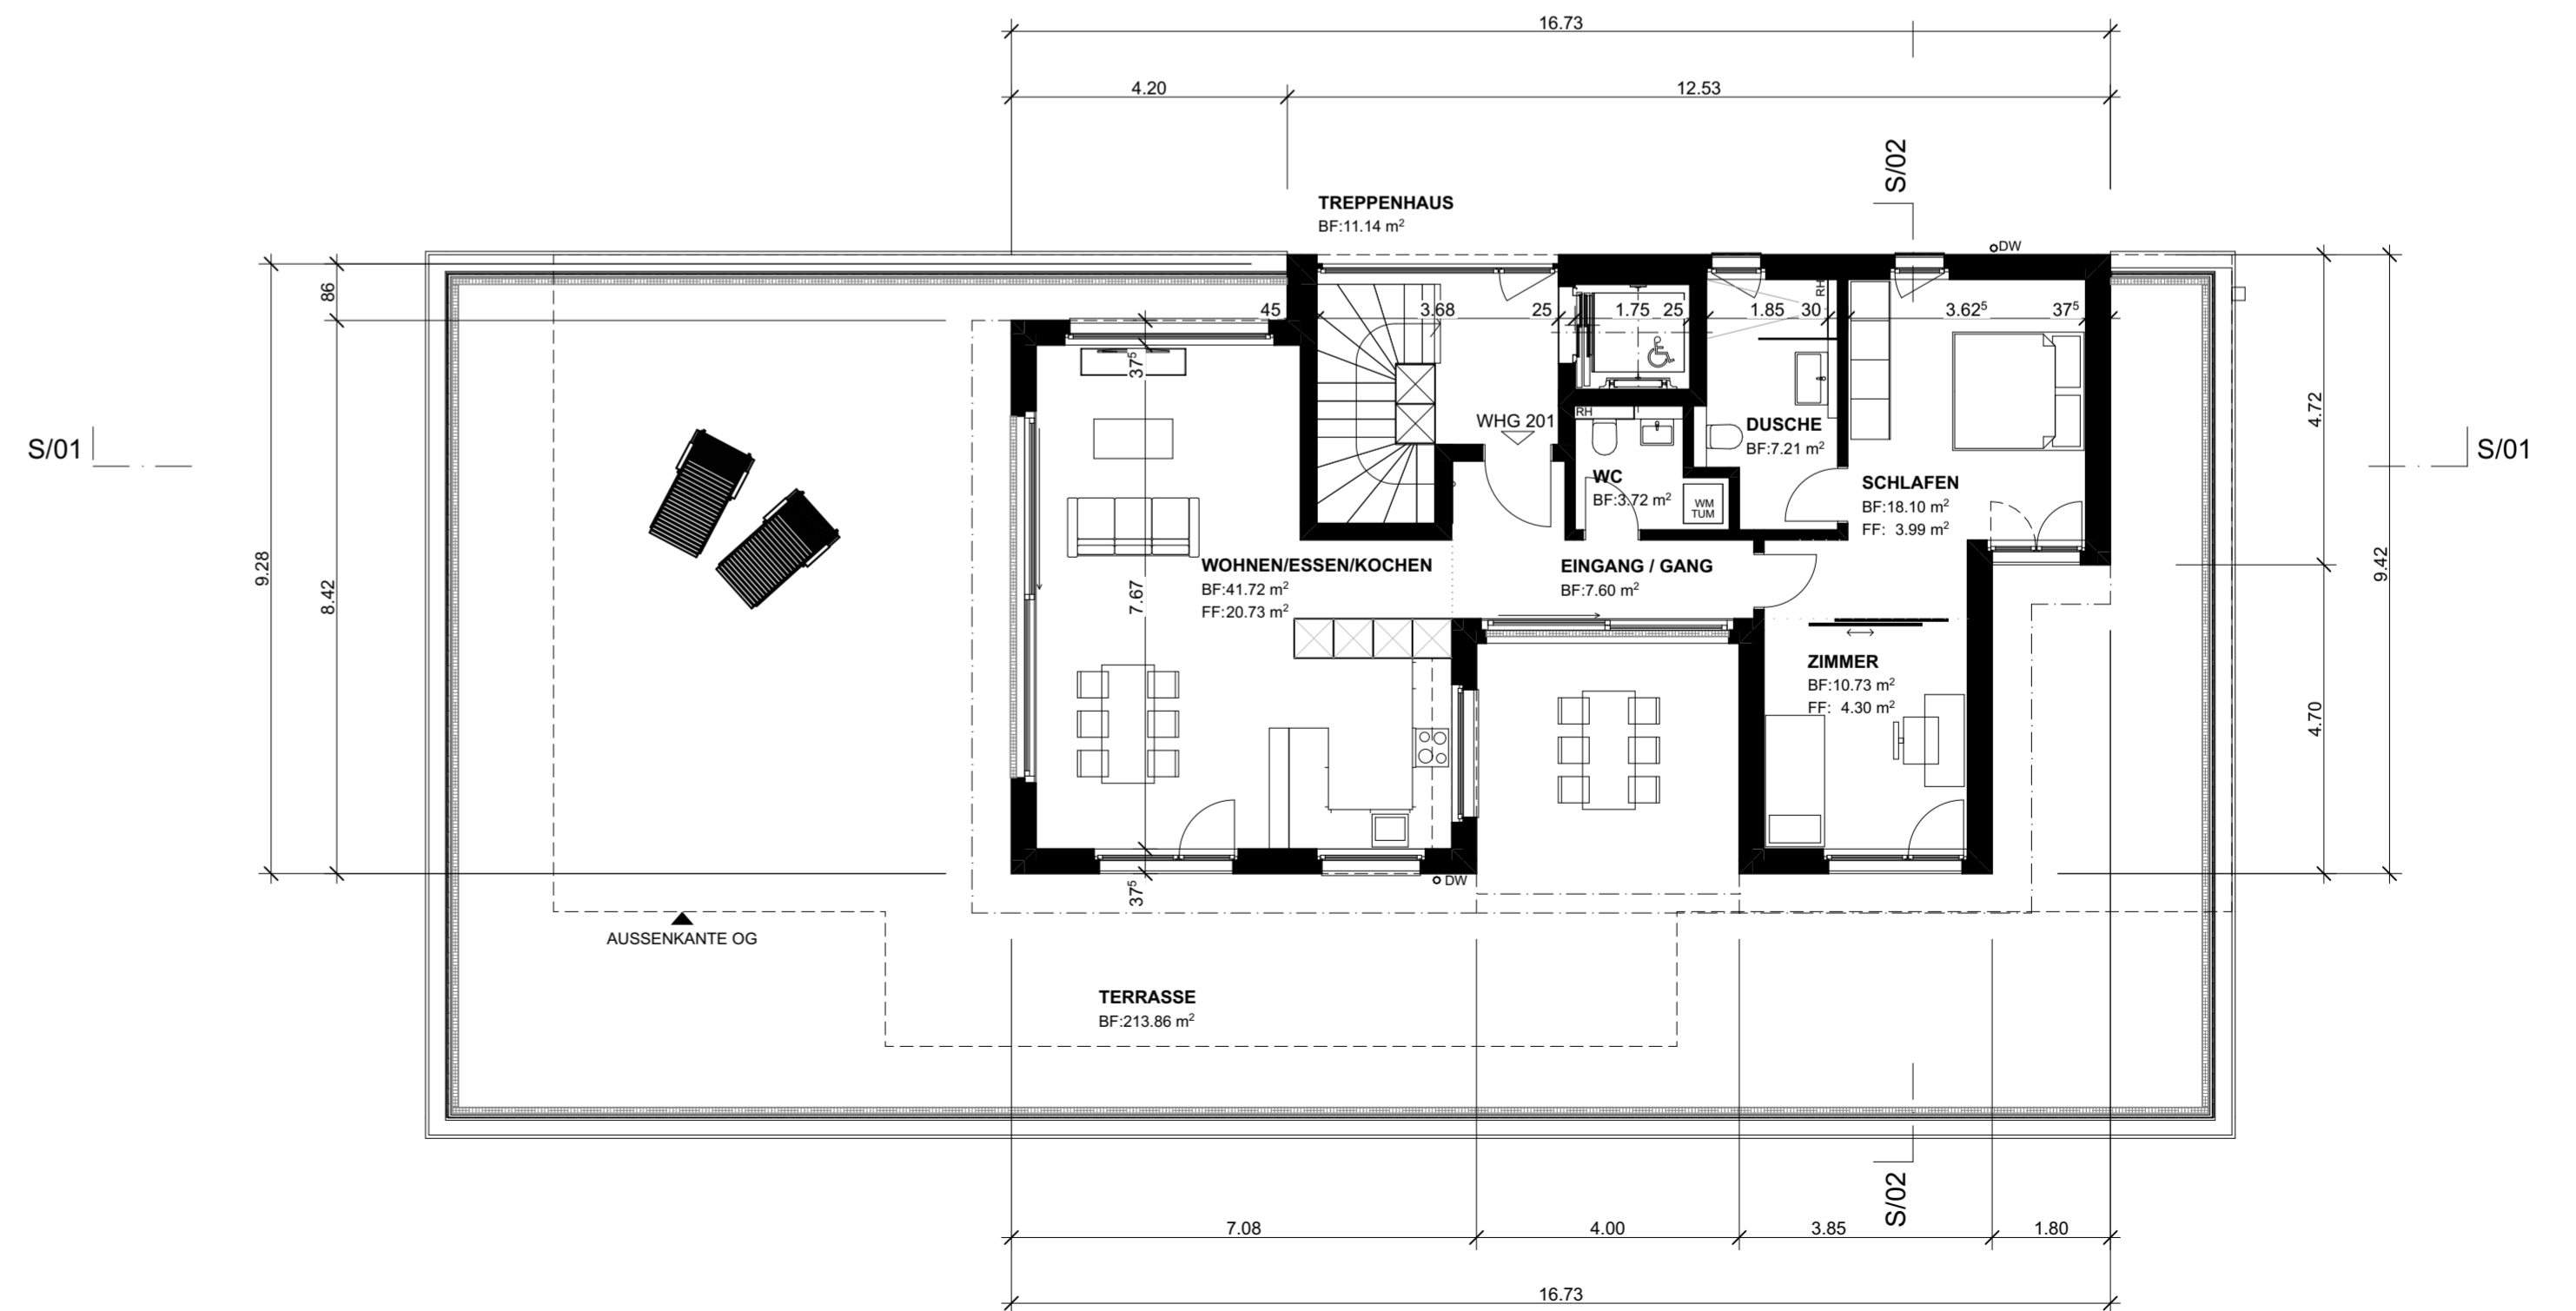 16.73
4.20
12.53
S/02
TREPPENHAUS
BF:11.14 m²
DW
86
45
3.68
25
1.75
25
1.85
30
RH
3.62⁵
37⁵
37⁵
4.72
S/01
S/01
WHG 201
RH
DUSCHE
BF:7.21 m²
WC
BF:3.72 m²
WM
TUM
SCHLAFEN
BF:18.10 m²
FF: 3.99 m²
9.28
8.42
7.67
9.42
WOHNEN/ESSEN/KOCHEN
BF:41.72 m²
FF:20.73 m²
EINGANG / GANG
BF:7.60 m²
ZIMMER
BF:10.73 m²
FF: 4.30 m²
4.70
37⁵
DW
AUSSENKANTE OG
TERRASSE
BF:213.86 m²
S/02
7.08
4.00
3.85
1.80
16.73